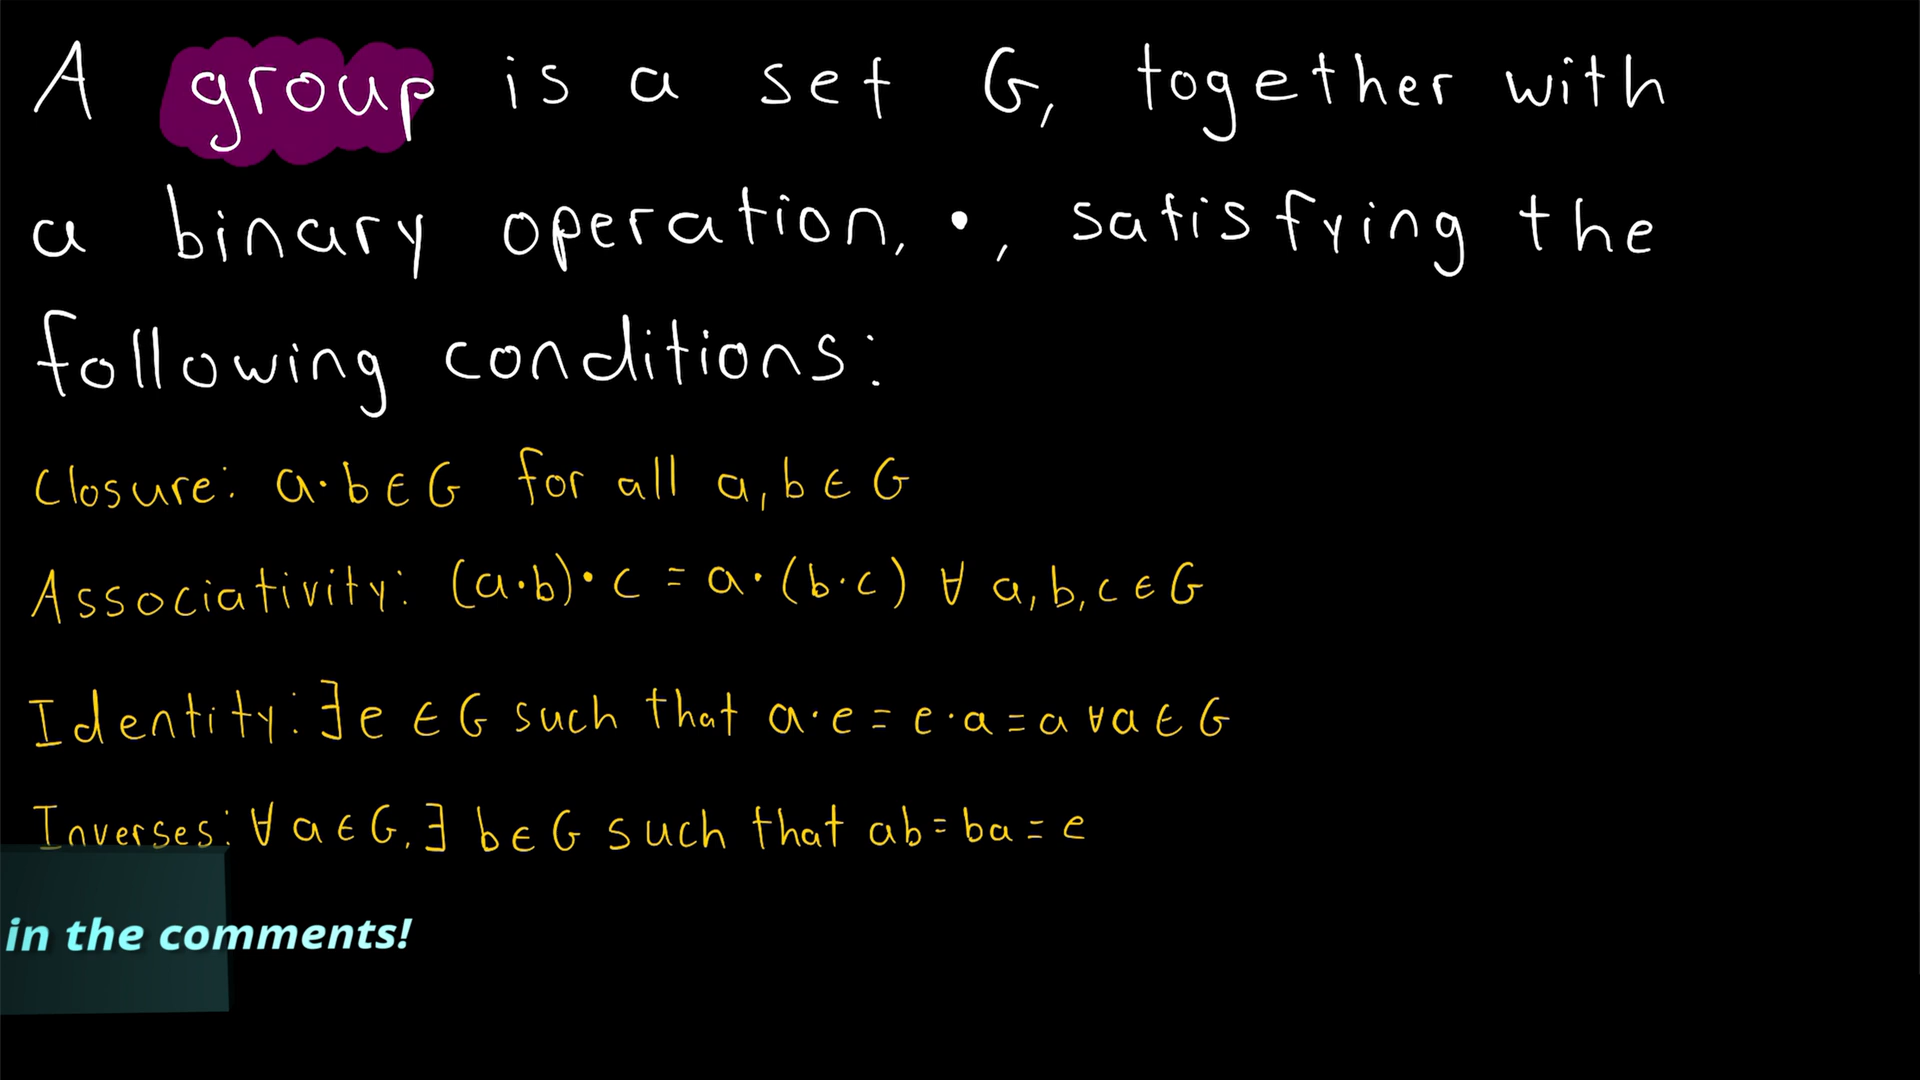 A group is a set G, together with
a binary operation, •, satisfying the
following conditions:
Closure: a·b∈G for all a,b∈G
Associativity: (a·b)·c = a·(b·c) ∀ a,b,c∈G
Identity: ∃e ∈G such that a·e = e·a = a ∀a∈G
Inverses: ∀a∈G, ∃ b∈G such that ab=ba=e
in the comments!